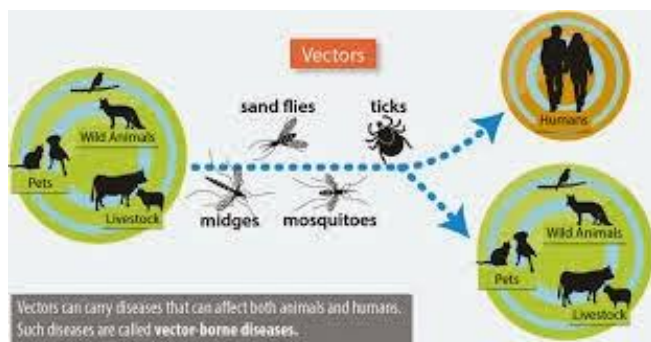 Vectors
sand flies
ticks
Humans
Wild Animals
Pets
Livestock
midges
mosquitoes
Wild Animals
Pets
Livestock
Vectors can carry diseases that can affect both animals and humans.
Such diseases are called vector-borne diseases.